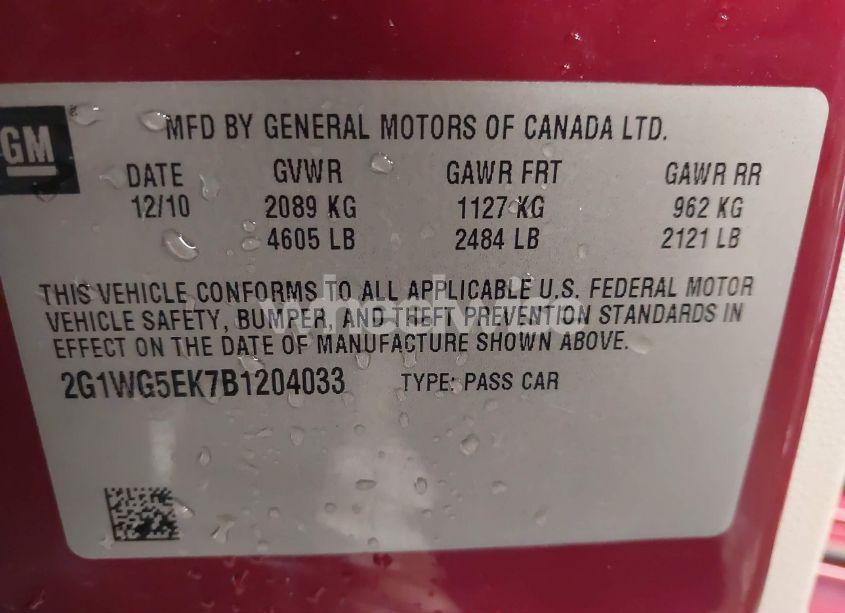 GM
MFD BY GENERAL MOTORS OF CANADA LTD.
DATE GVWR GAWR FRT GAWR RR
12/10 2089 KG 1127 KG 962 KG
4605 LB 2484 LB 2121 LB
THIS VEHICLE CONFORMS TO ALL APPLICABLE U.S. FEDERAL MOTOR
VEHICLE SAFETY, BUMPER, AND THEFT PREVENTION STANDARDS IN
EFFECT ON THE DATE OF MANUFACTURE SHOWN ABOVE.
2G1WG5EK7B1204033 TYPE: PASS CAR